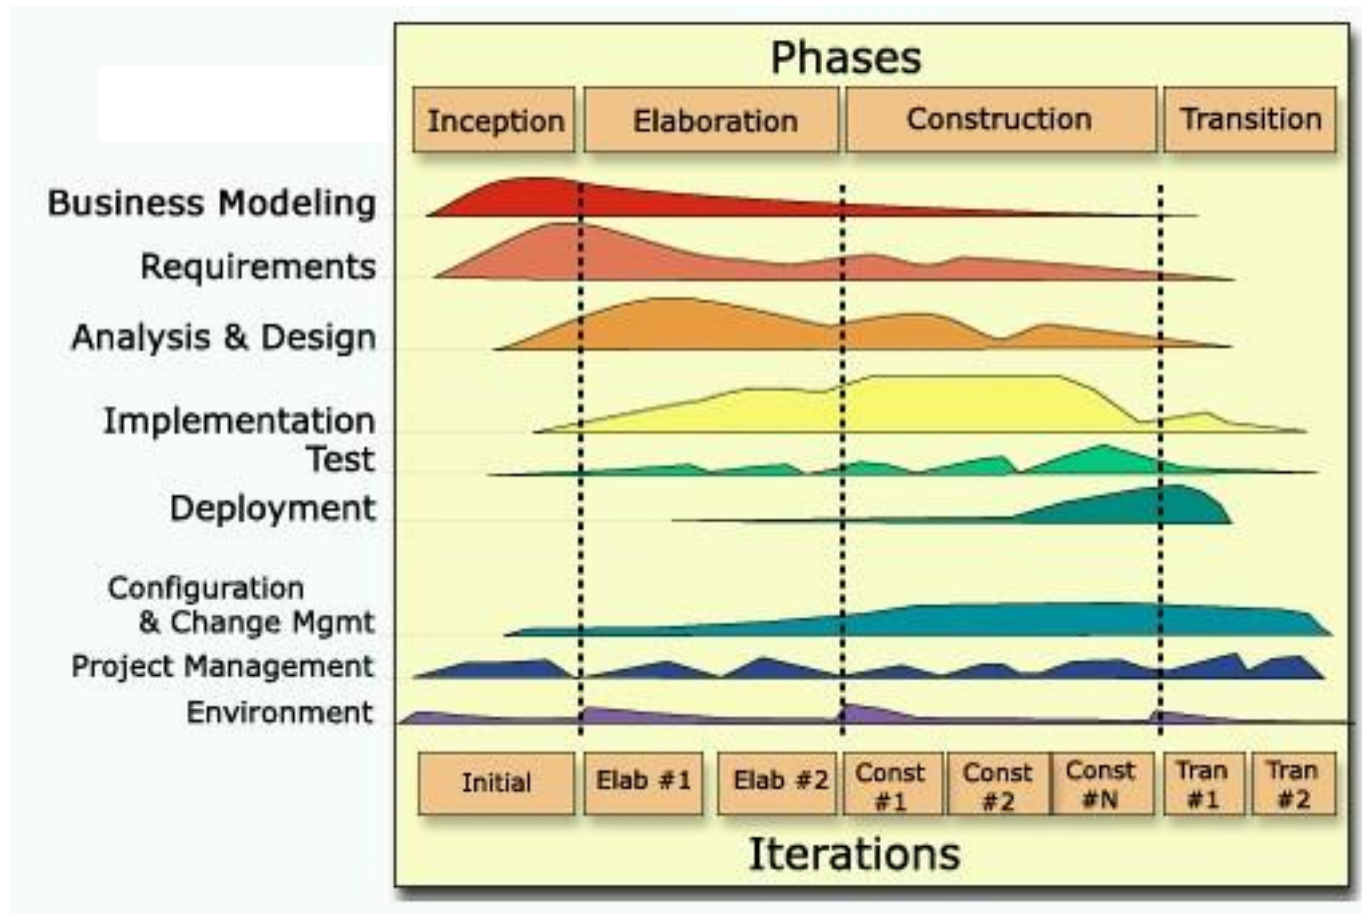 Phases
Inception Elaboration Construction Transition
Business Modeling
Requirements
Analysis & Design
Implementation
Test
Deployment
Configuration
& Change Mgmt
Project Management
Environment
Initial Elab #1 Elab #2 Const #1 Const #2 Const #N Tran #1 Tran #2
Iterations